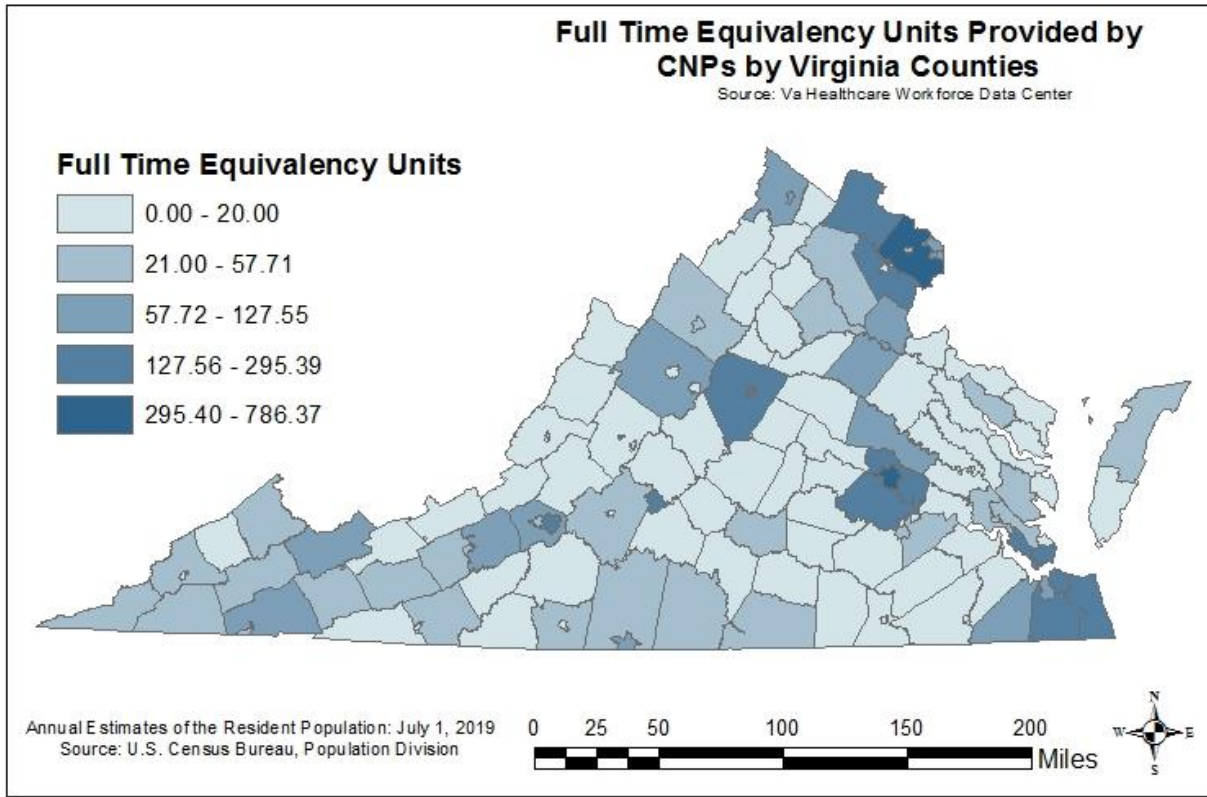 Full Time Equivalency Units Provided by
CNPs by Virginia Counties
Source: Va Healthcare Workforce Data Center
Full Time Equivalency Units
0.00 - 20.00
21.00 - 57.71
57.72 - 127.55
127.56 - 295.39
295.40 - 786.37
Annual Estimates of the Resident Population: July 1, 2019
Source: U.S. Census Bureau, Population Division
0 25 50 100 150 200
Miles
N
W E
S